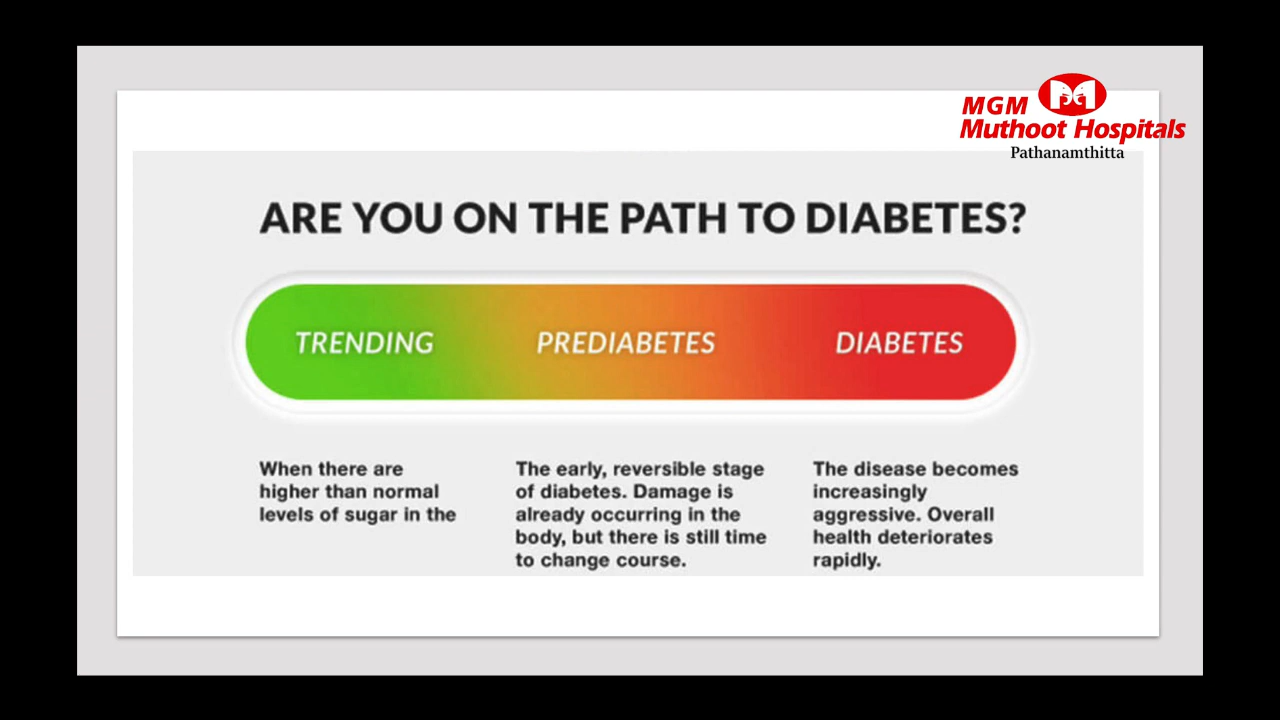 MGM
Muthoot Hospitals
Pathanamthitta
ARE YOU ON THE PATH TO DIABETES?
TRENDING
PREDIABETES
DIABETES
When there are
higher than normal
levels of sugar in the
The early, reversible stage
of diabetes. Damage is
already occurring in the
body, but there is still time
to change course.
The disease becomes
increasingly
aggressive. Overall
health deteriorates
rapidly.